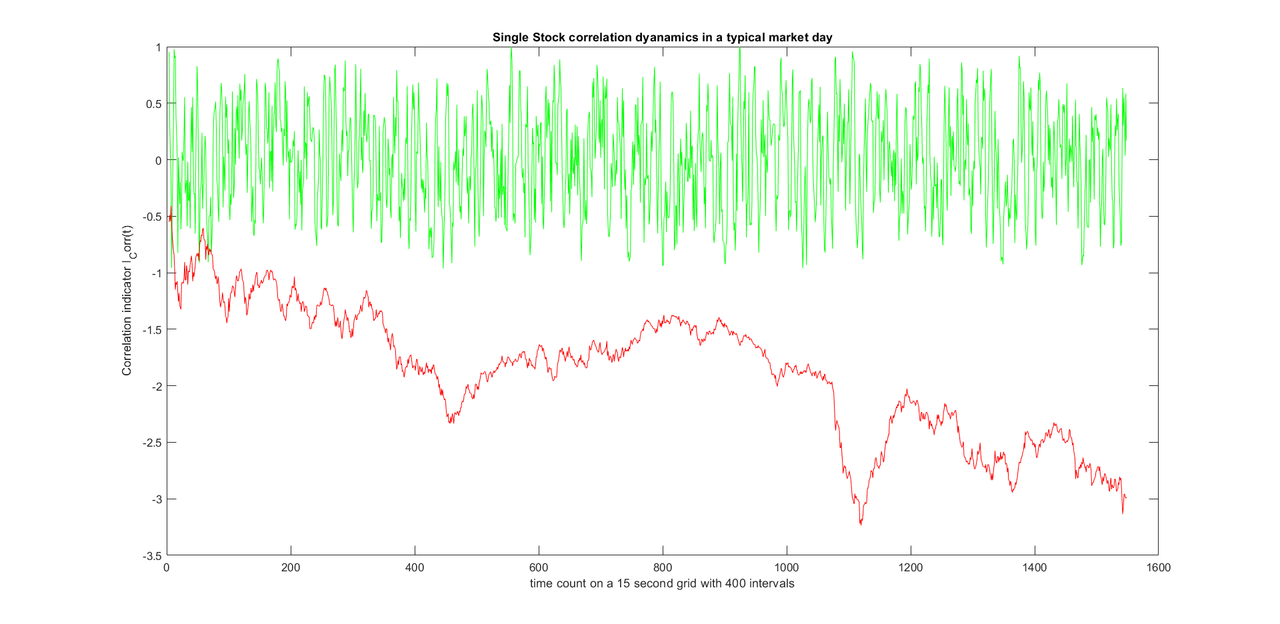 Single Stock correlation dyanamics in a typical market day
Correlation indicator I_Corr(t)
1
0.5
0
-0.5
-1
-1.5
-2
-2.5
-3
-3.5
0 200 400 600 800 1000 1200 1400 1600
time count on a 15 second grid with 400 intervals